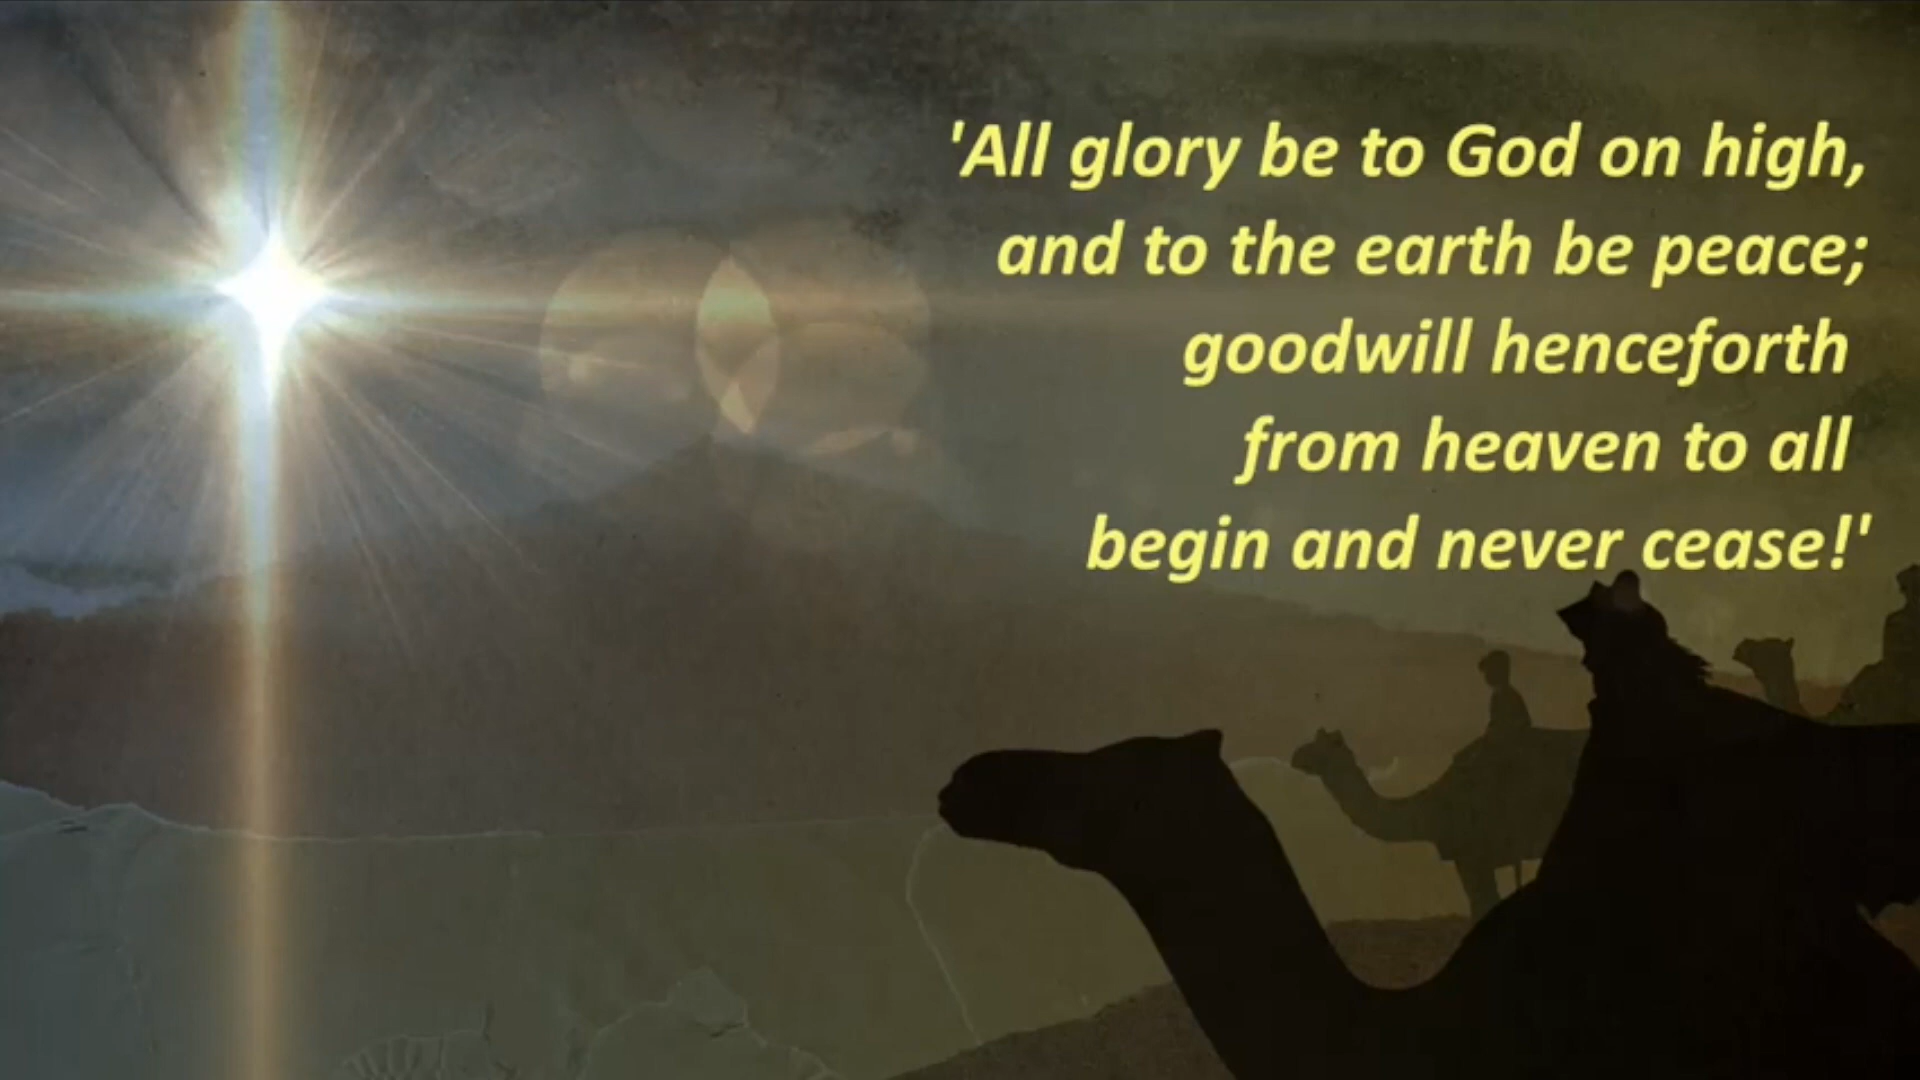 'All glory be to God on high,
and to the earth be peace;
goodwill henceforth
from heaven to all
begin and never cease!'